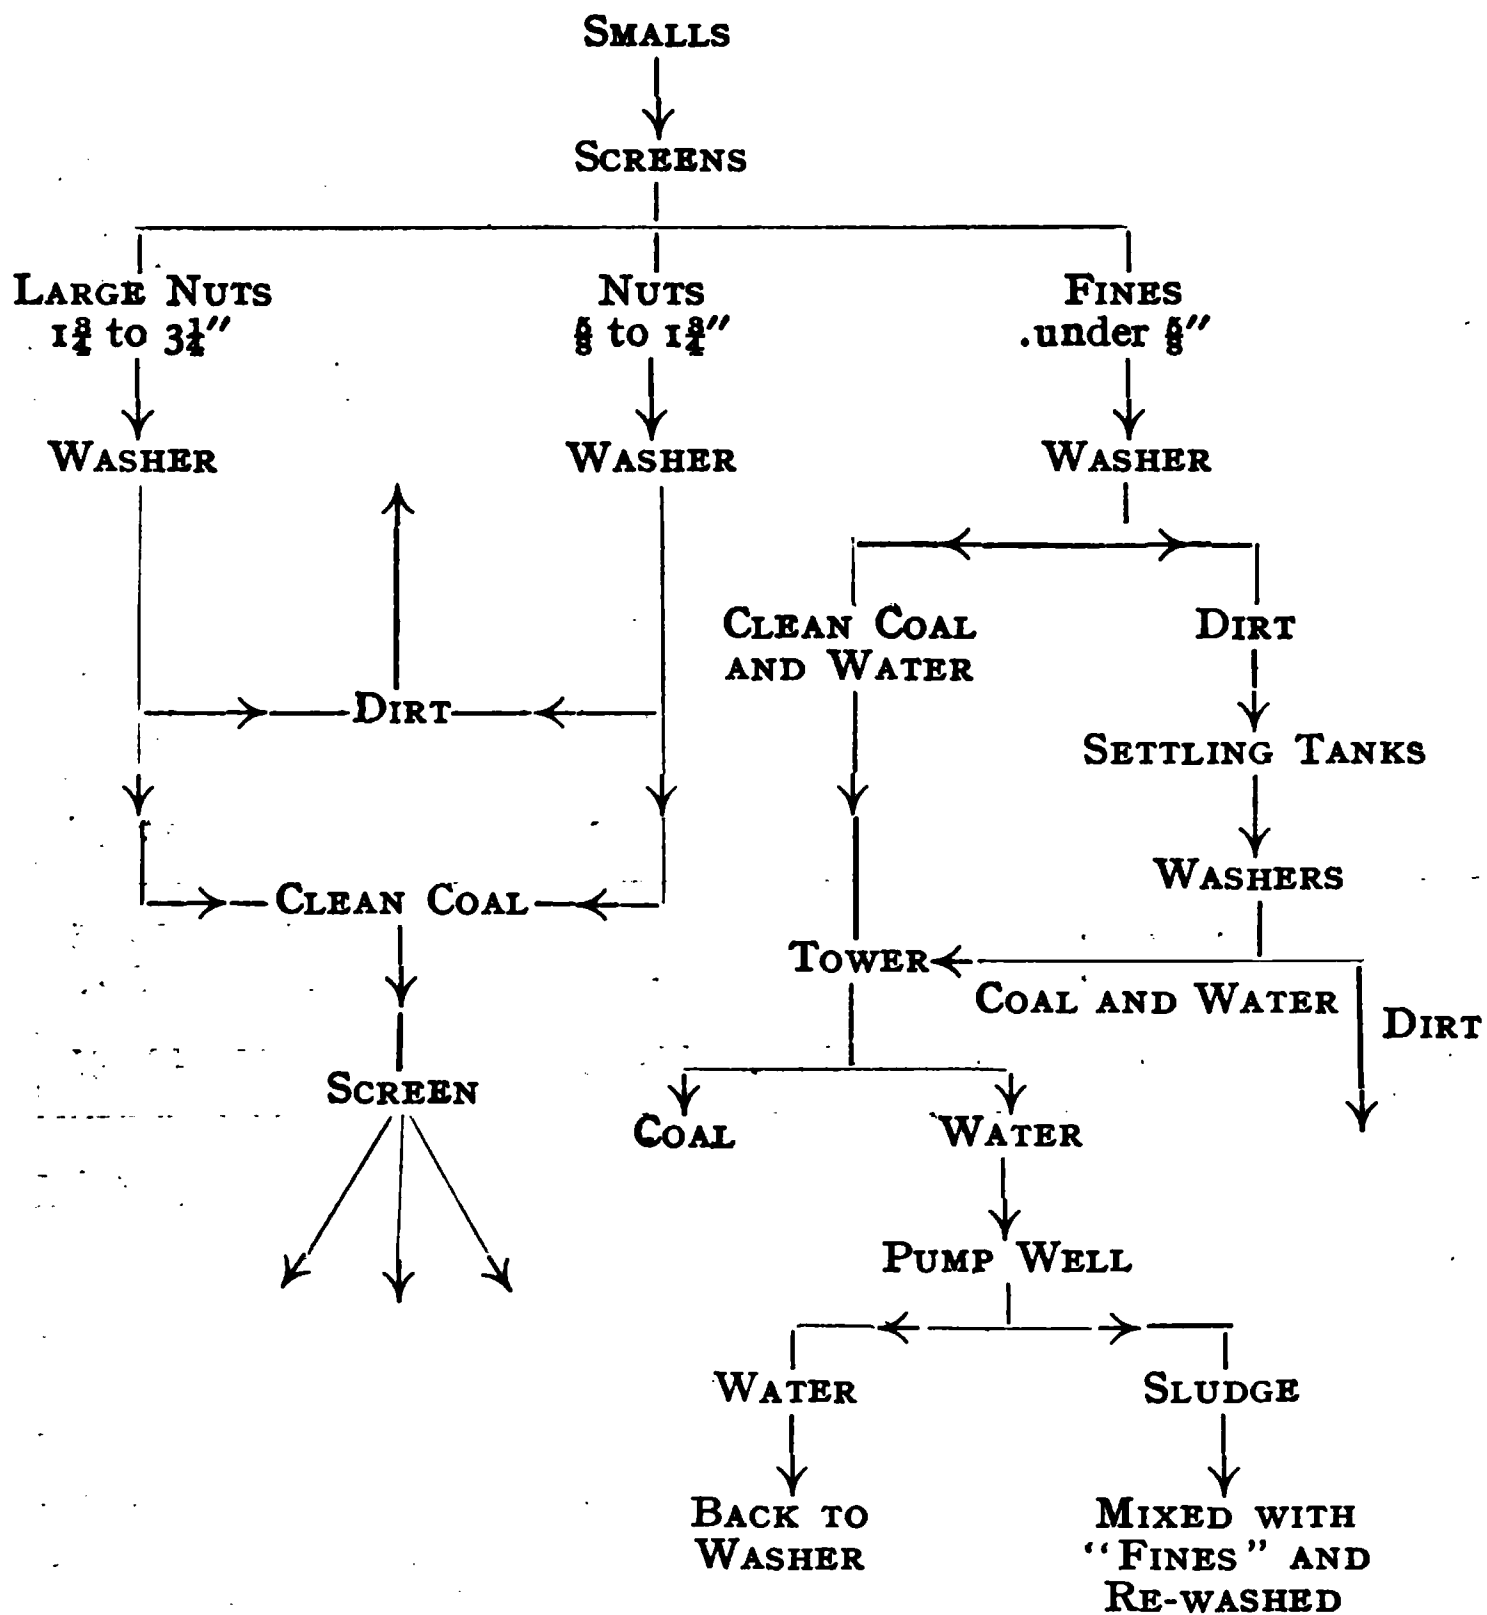 SMALLS
SCREENS
LARGE NUTS
1¾ to 3¼″
NUTS
⅝ to 1¾″
FINES
under ⅝″
WASHER
WASHER
WASHER
CLEAN COAL
AND WATER
DIRT
DIRT
SETTLING TANKS
WASHERS
CLEAN COAL
TOWER
COAL AND WATER
DIRT
SCREEN
COAL
WATER
PUMP WELL
WATER
SLUDGE
BACK TO
WASHER
MIXED WITH
“FINES” AND
RE-WASHED